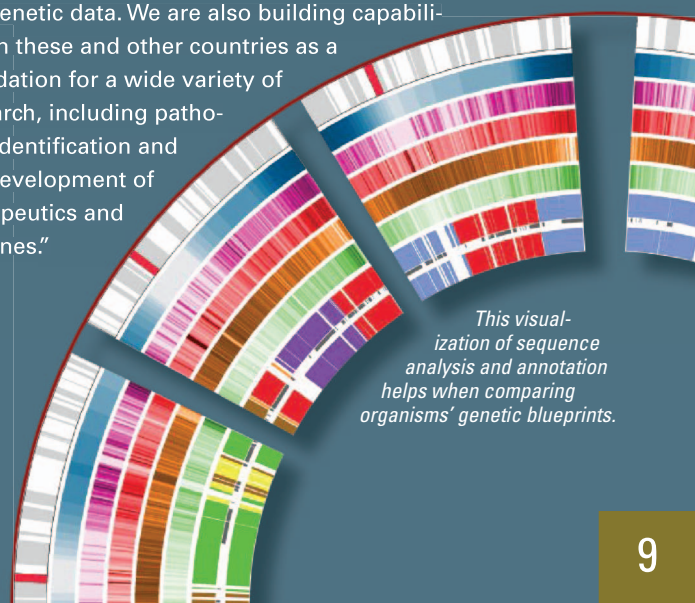 enetic data. We are also building capabili-
n these and other countries as a
dation for a wide variety of
arch, including patho-
dentification and
evelopment of
peutics and
nes.”
This visual-
ization of sequence
analysis and annotation
helps when comparing
organisms’ genetic blueprints.
9